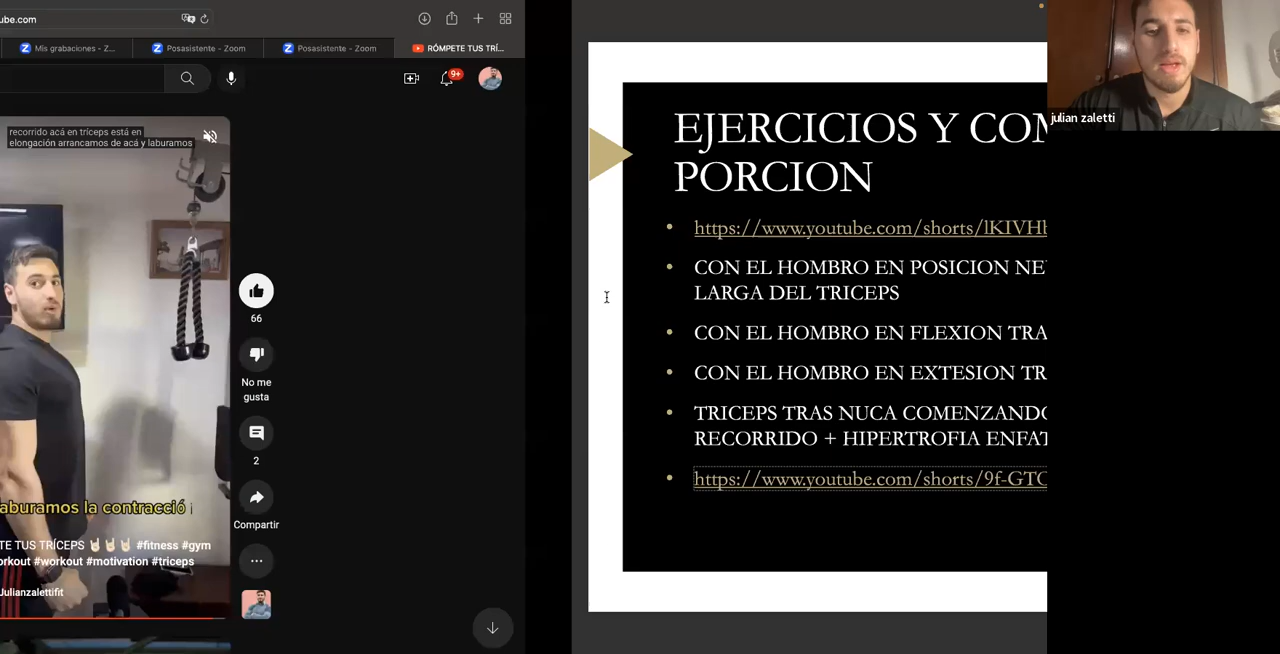 ube.com
Mis grabaciones - Z...
Posasistente - Zoom
Posasistente - Zoom
RÓMPETE TUS TRÍ...
9+
recorrido acá en tríceps está en
elongación arrancamos de acá y laburamos
aburamos la contracció
TE TUS TRÍCEPS #fitness #gym
orkout #workout #motivation #triceps
Julianzalettifit
66
No me
gusta
2
Compartir
EJERCICIOS Y COM
PORCION
https://www.youtube.com/shorts/lKIVHb
CON EL HOMBRO EN POSICION NE
LARGA DEL TRICEPS
CON EL HOMBRO EN FLEXION TRA
CON EL HOMBRO EN EXTESION TR
TRICEPS TRAS NUCA COMENZANDO
RECORRIDO + HIPERTROFIA ENFAT
https://www.youtube.com/shorts/9f-GTC
julian zaletti